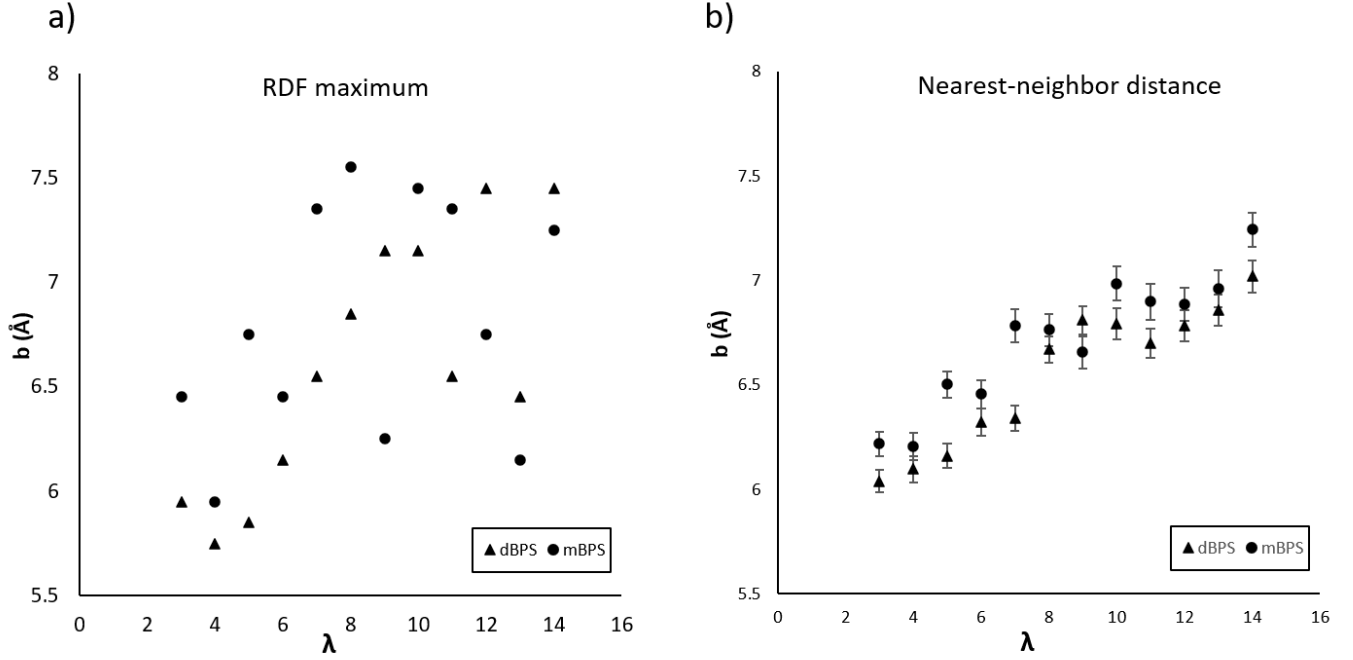 a)
RDF maximum
8
7.5
7
6.5
6
5.5
b (Å)
0 2 4 6 8 10 12 14 16
λ
dBPS mBPS
b)
Nearest-neighbor distance
8
7.5
7
6.5
6
5.5
b (Å)
0 2 4 6 8 10 12 14 16
λ
dBPS mBPS